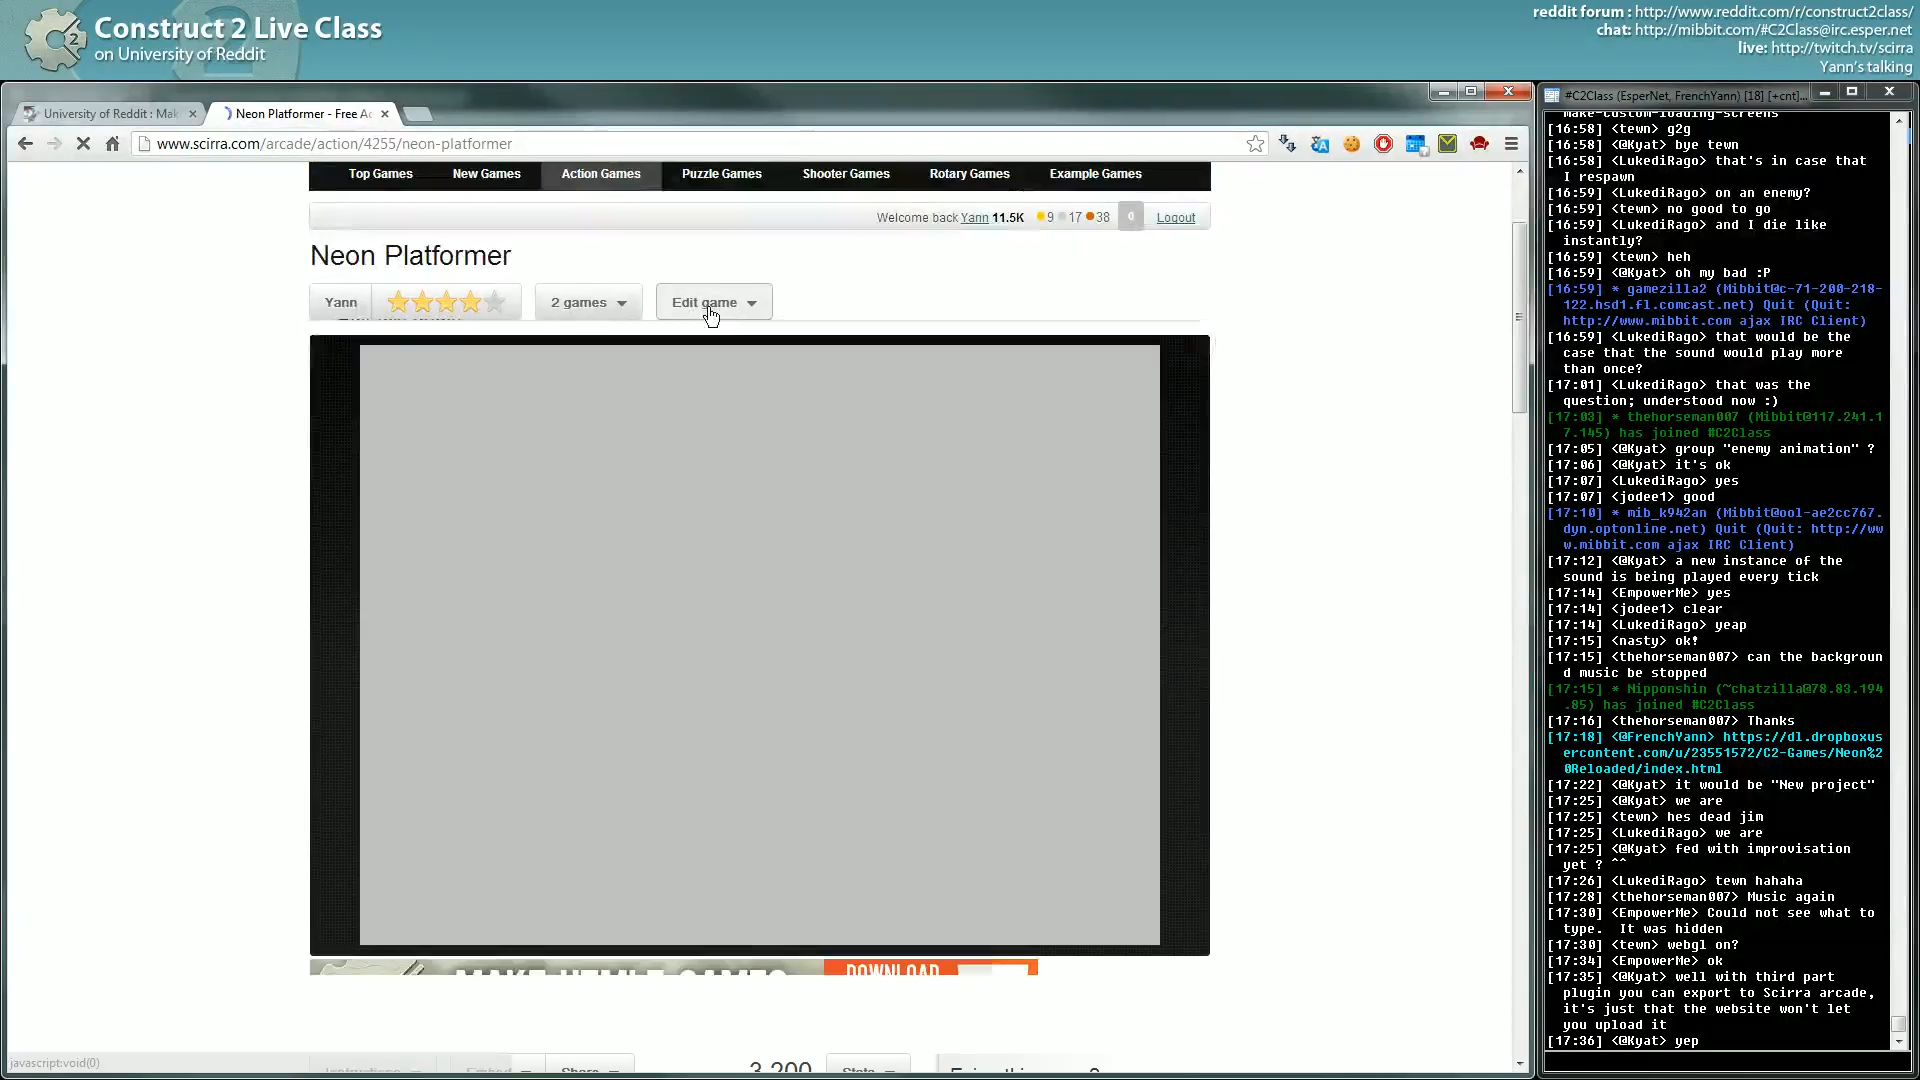 Construct 2 Live Class
on University of Reddit
reddit forum : http://www.reddit.com/r/construct2class/
chat: http://mibbit.com/#C2Class@irc.esper.net
live: http://twitch.tv/scirra
Yann's talking
University of Reddit : Mak
Neon Platformer - Free Ac
www.scirra.com/arcade/action/4255/neon-platformer
Top Games New Games Action Games Puzzle Games Shooter Games Rotary Games Example Games
Welcome back Yann 11.5K 9 17 38 0 Logout
Neon Platformer
Yann 2 games Edit game
DOWNLOAD
3,200
javascript:void(0)
#C2Class (EsperNet, FrenchYann) [18] [+cnt]...
make-custom-loading-screens
[16:58] <tewn> g2g
[16:58] <@Kyat> bye tewn
[16:58] <LukediRago> that's in case that
I respawn
[16:59] <LukediRago> on an enemy?
[16:59] <tewn> no good to go
[16:59] <LukediRago> and I die like
instantly?
[16:59] <tewn> heh
[16:59] <@Kyat> oh my bad :P
[16:59] * gamezilla2 (Mibbit@c-71-200-218-
122.hsd1.fl.comcast.net) Quit (Quit:
http://www.mibbit.com ajax IRC Client)
[16:59] <LukediRago> that would be the
case that the sound would play more
than once?
[17:01] <LukediRago> that was the
question; understood now :)
[17:03] * thehorseman007 (Mibbit@117.241.1
7.145) has joined #C2Class
[17:05] <@Kyat> group "enemy animation" ?
[17:06] <@Kyat> it's ok
[17:07] <LukediRago> yes
[17:07] <jodee1> good
[17:10] * mib_k942an (Mibbit@ool-ae2cc767.
dyn.optonline.net) Quit (Quit: http://ww
w.mibbit.com ajax IRC Client)
[17:12] <@Kyat> a new instance of the
sound is being played every tick
[17:14] <EmpowerMe> yes
[17:14] <jodee1> clear
[17:14] <LukediRago> yeap
[17:15] <nasty> ok!
[17:15] <thehorseman007> can the backgroun
d music be stopped
[17:15] * Nipponshin (~chatzilla@78.83.194
.85) has joined #C2Class
[17:16] <thehorseman007> Thanks
[17:18] <@FrenchYann> https://dl.dropboxus
ercontent.com/u/23551572/C2-Games/Neon%2
0Reloaded/index.html
[17:22] <@Kyat> it would be "New project"
[17:25] <@Kyat> we are
[17:25] <tewn> hes dead jim
[17:25] <LukediRago> we are
[17:25] <@Kyat> fed with improvisation
yet ? ^^
[17:26] <LukediRago> tewn hahaha
[17:28] <thehorseman007> Music again
[17:30] <EmpowerMe> Could not see what to
type. It was hidden
[17:30] <tewn> webgl on?
[17:34] <EmpowerMe> ok
[17:35] <@Kyat> well with third part
plugin you can export to Scirra arcade,
it's just that the website won't let
you upload it
[17:36] <@Kyat> yep